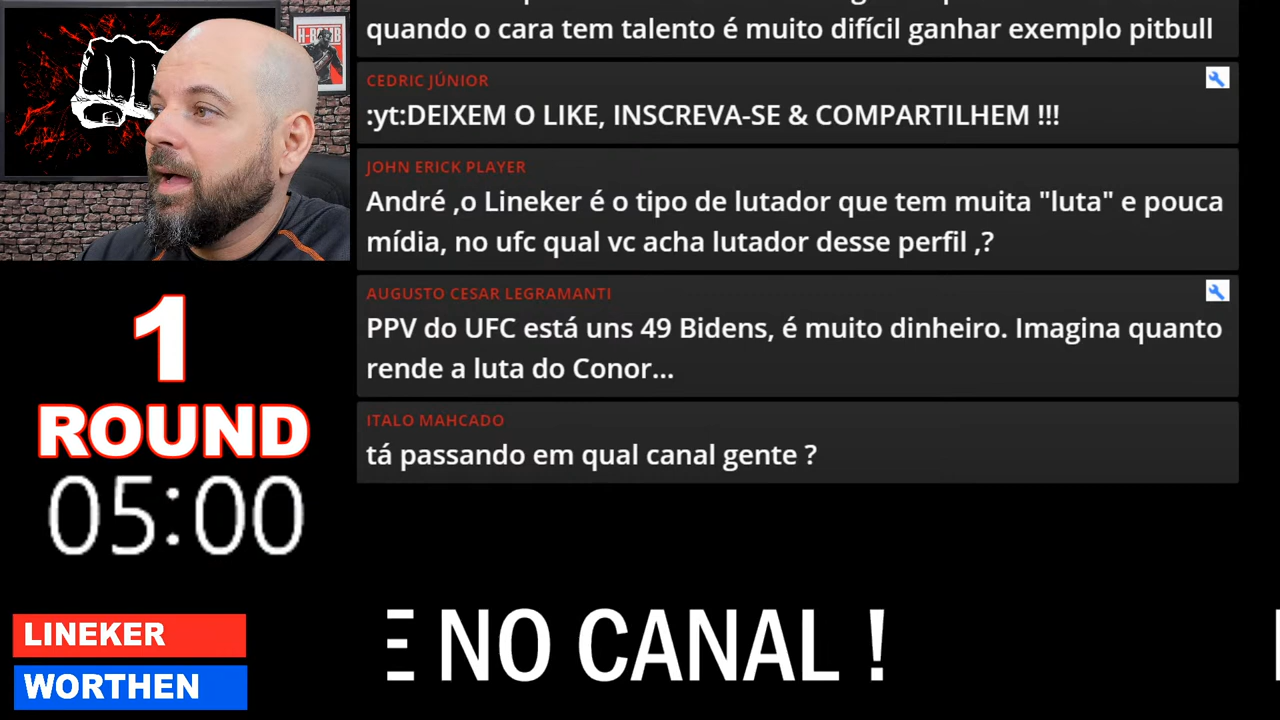 quando o cara tem talento é muito difícil ganhar exemplo pitbull
CEDRIC JÚNIOR
:yt:DEIXEM O LIKE, INSCREVA-SE & COMPARTILHEM !!!
JOHN ERICK PLAYER
André ,o Lineker é o tipo de lutador que tem muita "luta" e pouca
mídia, no ufc qual vc acha lutador desse perfil ,?
AUGUSTO CESAR LEGRAMANTI
PPV do UFC está uns 49 Bidens, é muito dinheiro. Imagina quanto
rende a luta do Conor...
ITALO MAHCADO
tá passando em qual canal gente ?
H-BOMB
1
ROUND
05:00
LINEKER
WORTHEN
E NO CANAL !